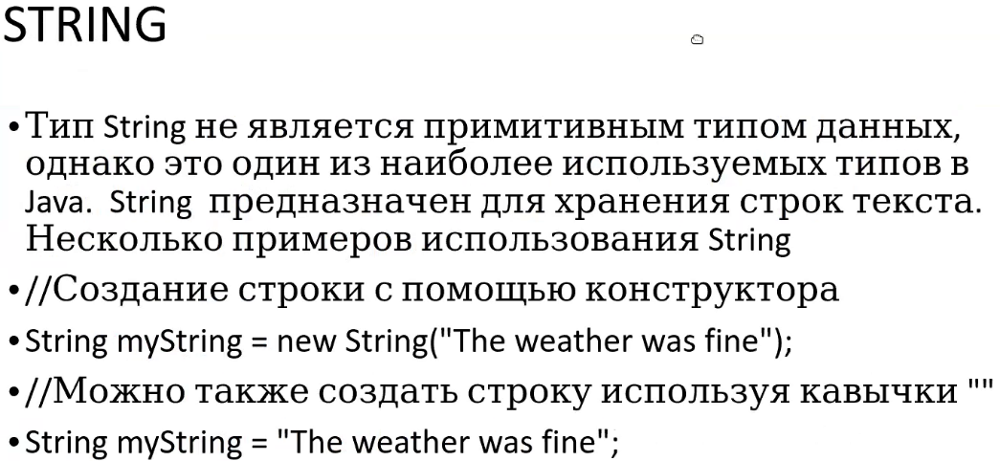 STRING
•Тип String не является примитивным типом данных,
однако это один из наиболее используемых типов в
Java.  String  предназначен для хранения строк текста.
Несколько примеров использования String
•//Создание строки с помощью конструктора
•String myString = new String("The weather was fine");
•//Можно также создать строку используя кавычки ""
•String myString = "The weather was fine";